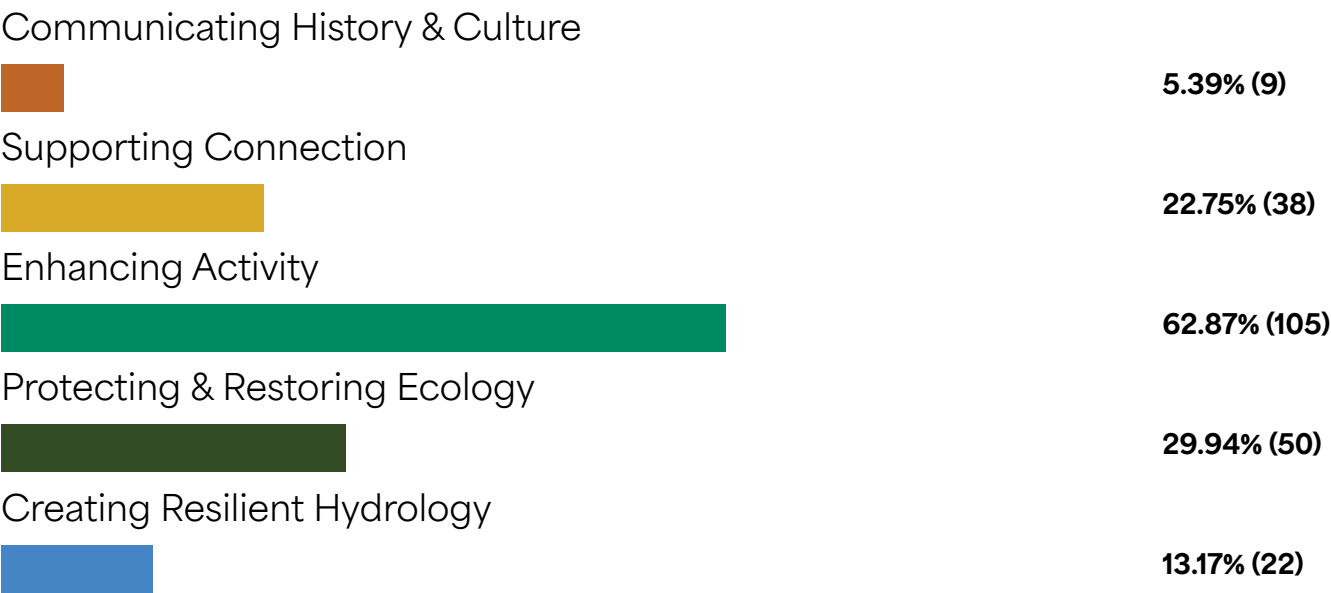 Communicating History & Culture
5.39% (9)
Supporting Connection
22.75% (38)
Enhancing Activity
62.87% (105)
Protecting & Restoring Ecology
29.94% (50)
Creating Resilient Hydrology
13.17% (22)